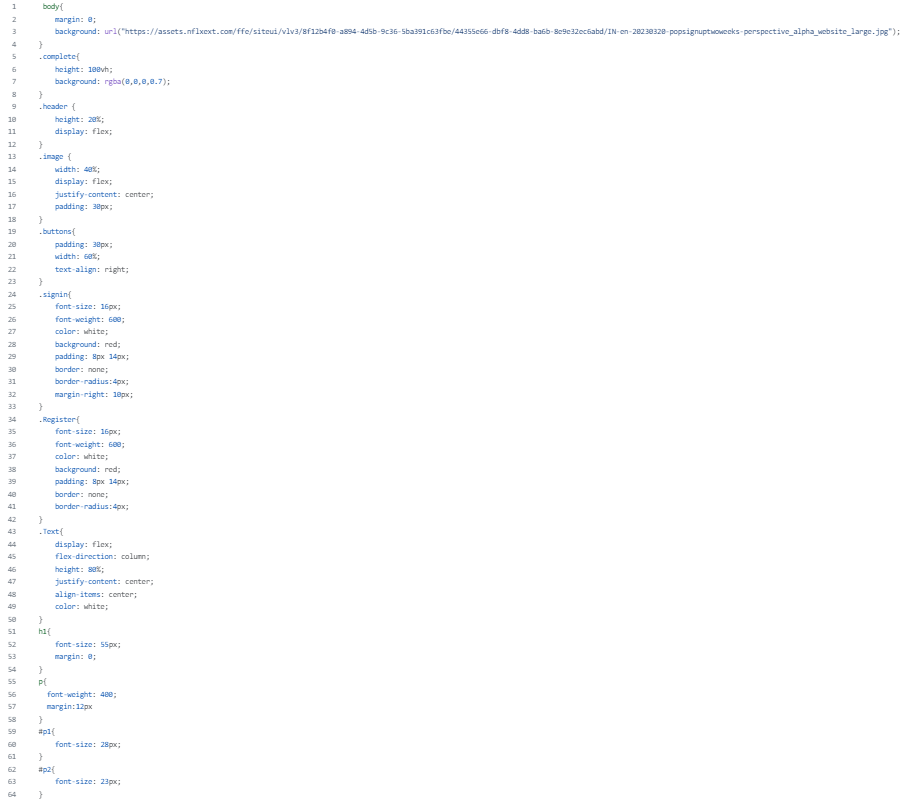 1 body{
2 margin: 0;
3 background: url("https://assets.nflxext.com/ffe/siteui/vlv3/8f12b4f0-a894-4d5b-9c36-5ba391c63fbe/44355e66-dbf8-4dd8-ba6b-8e9e32ec6abd/IN-en-20230320-popsignuptwoweeks-perspective_alpha_website_large.jpg");
4 }
5 .complete{
6 height: 100vh;
7 background: rgba(0,0,0,0.7);
8 }
9 .header {
10 height: 20%;
11 display: flex;
12 }
13 .image {
14 width: 40%;
15 display: flex;
16 justify-content: center;
17 padding: 30px;
18 }
19 .buttons{
20 padding: 30px;
21 width: 60%;
22 text-align: right;
23 }
24 .signin{
25 font-size: 16px;
26 font-weight: 600;
27 color: white;
28 background: red;
29 padding: 8px 14px;
30 border: none;
31 border-radius:4px;
32 margin-right: 10px;
33 }
34 .Register{
35 font-size: 16px;
36 font-weight: 600;
37 color: white;
38 background: red;
39 padding: 8px 14px;
40 border: none;
41 border-radius:4px;
42 }
43 .Text{
44 display: flex;
45 flex-direction: column;
46 height: 80%;
47 justify-content: center;
48 align-items: center;
49 color: white;
50 }
51 h1{
52 font-size: 55px;
53 margin: 0;
54 }
55 p{
56 font-weight: 400;
57 margin:12px
58 }
59 #p1{
60 font-size: 28px;
61 }
62 #p2{
63 font-size: 23px;
64 }